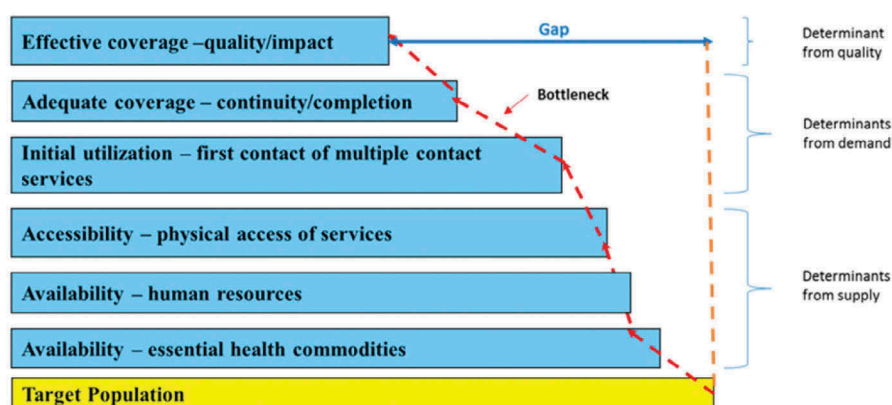 Effective coverage –quality/impact
Gap
Determinant
from quality
Adequate coverage – continuity/completion
Bottleneck
Determinants
from demand
Initial utilization – first contact of multiple contact
services
Accessibility – physical access of services
Availability – human resources
Determinants
from supply
Availability – essential health commodities
Target Population